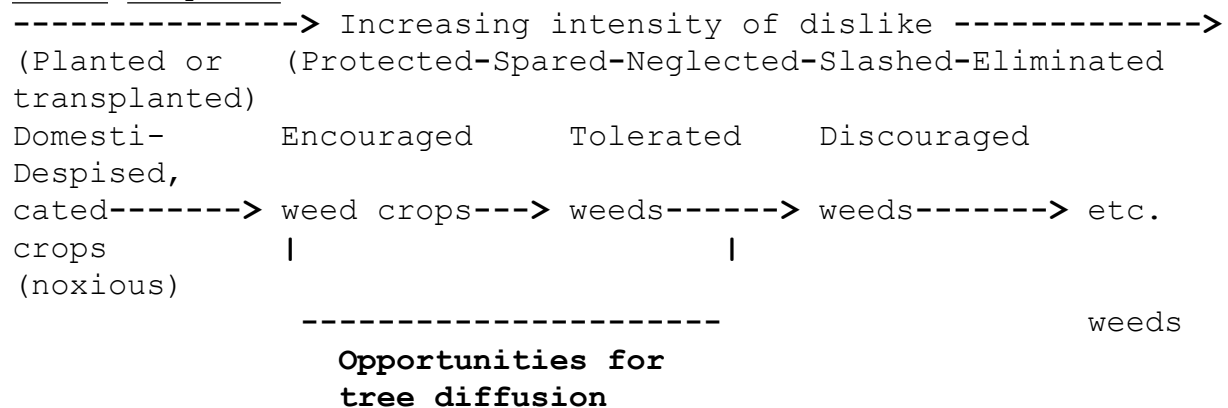 ---------------> Increasing intensity of dislike ------------->
(Planted or (Protected-Spared-Neglected-Slashed-Eliminated
transplanted)
Domesti- Encouraged Tolerated Discouraged
Despised,
cated-------> weed crops---> weeds------> weeds-------> etc.
crops | |
(noxious)
---------------------- weeds
Opportunities for
tree diffusion